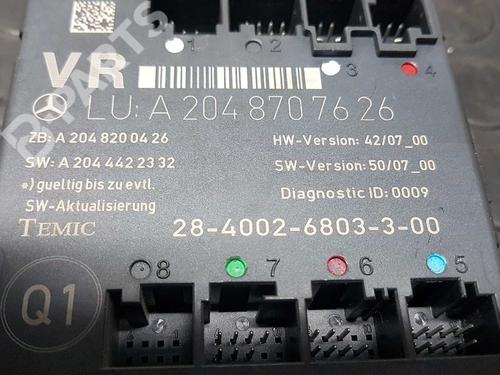 B-PARTS
1 2 3 4
VR
LU: A 204 870 76 26
ZB: A 204 820 04 26
HW-Version: 42/07_00
SW: A 204 442 23 32
SW-Version: 50/07_00
*) gueltig bis zu evtl.
Diagnostic ID: 0009
SW-Aktualisierung
TEMIC
28-4002-6803-3-00
8 7 6 5
Q1